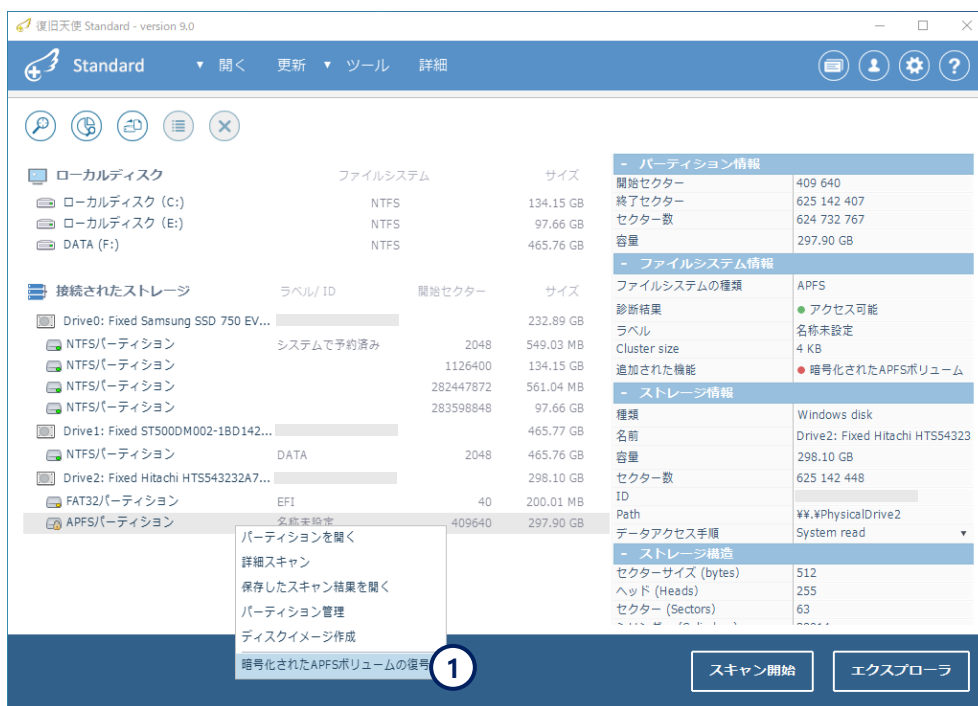 復旧天使 Standard - version 9.0
Standard ▼ 開く 更新 ▼ ツール 詳細
ローカルディスク ファイルシステム サイズ
ローカルディスク (C:) NTFS 134.15 GB
ローカルディスク (E:) NTFS 97.66 GB
DATA (F:) NTFS 465.76 GB
接続されたストレージ ラベル/ ID 開始セクター サイズ
Drive0: Fixed Samsung SSD 750 EV... 232.89 GB
NTFSパーティション システムで予約済み 2048 549.03 MB
NTFSパーティション 1126400 134.15 GB
NTFSパーティション 282447872 561.04 MB
NTFSパーティション 283598848 97.66 GB
Drive1: Fixed ST500DM002-1BD142... 465.77 GB
NTFSパーティション DATA 2048 465.76 GB
Drive2: Fixed Hitachi HTS543232A7... 298.10 GB
FAT32パーティション EFI 40 200.01 MB
APFSパーティション 名称未設定 409640 297.90 GB
パーティションを開く
詳細スキャン
保存したスキャン結果を開く
パーティション管理
ディスクイメージ作成
暗号化されたAPFSボリュームの復号
1
- パーティション情報
開始セクター 409 640
終了セクター 625 142 407
セクター数 624 732 767
容量 297.90 GB
- ファイルシステム情報
ファイルシステムの種類 APFS
診断結果 ● アクセス可能
ラベル 名称未設定
Cluster size 4 KB
追加された機能 ● 暗号化されたAPFSボリューム
- ストレージ情報
種類 Windows disk
名前 Drive2: Fixed Hitachi HTS54323
容量 298.10 GB
セクター数 625 142 448
ID
Path ¥¥.¥PhysicalDrive2
データアクセス手順 System read ▼
- ストレージ構造
セクターサイズ (bytes) 512
ヘッド (Heads) 255
セクター (Sectors) 63
スキャン開始 エクスプローラ